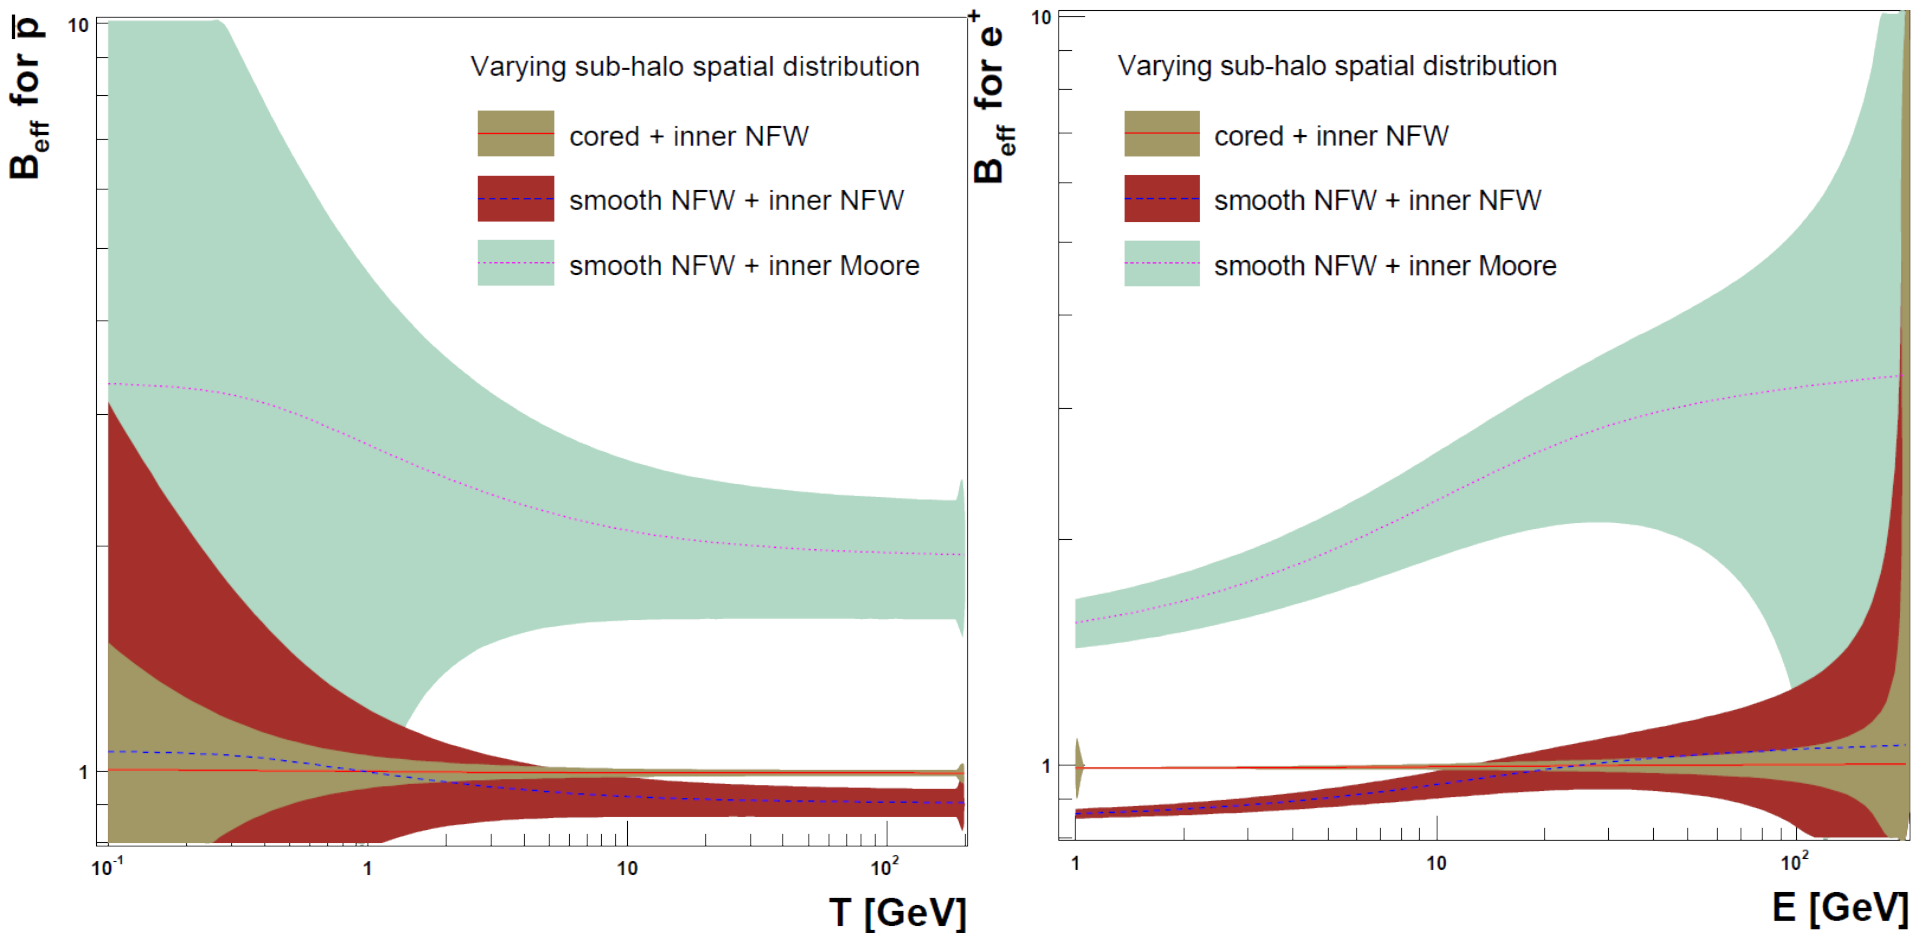 B_eff for p̅
10
1
Varying sub-halo spatial distribution
cored + inner NFW
smooth NFW + inner NFW
smooth NFW + inner Moore
10^-1
1
10
10^2
T [GeV]
B_eff for e^+
10
1
Varying sub-halo spatial distribution
cored + inner NFW
smooth NFW + inner NFW
smooth NFW + inner Moore
1
10
10^2
E [GeV]